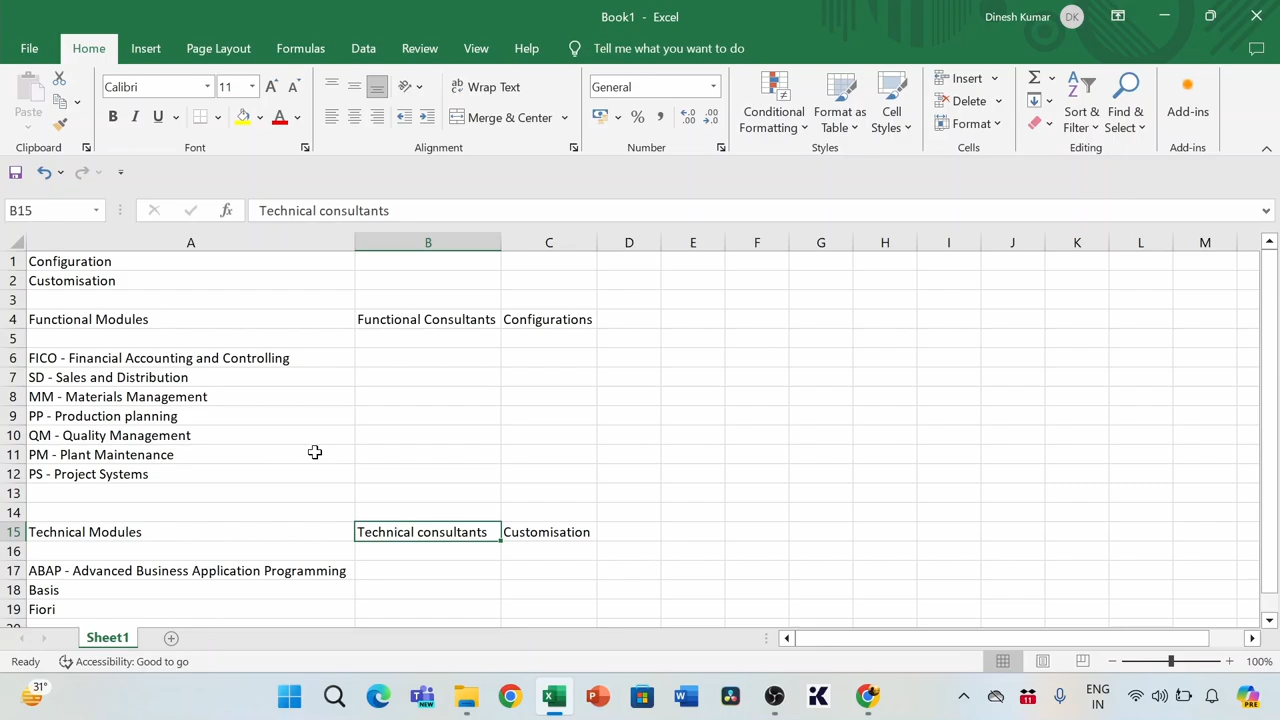 Book1 - Excel
Dinesh Kumar
DK
File Home Insert Page Layout Formulas Data Review View Help Tell me what you want to do
Paste
Clipboard
Calibri 11
B I U
Font
Wrap Text
Merge & Center
Alignment
General
Number
Conditional Formatting
Format as Table
Cell Styles
Styles
Insert
Delete
Format
Cells
Sort & Filter
Find & Select
Editing
Add-ins
Add-ins
B15 fx Technical consultants
A B C D E F G H I J K L M
1 Configuration
2 Customisation
3
4 Functional Modules Functional Consultants Configurations
5
6 FICO - Financial Accounting and Controlling
7 SD - Sales and Distribution
8 MM - Materials Management
9 PP - Production planning
10 QM - Quality Management
11 PM - Plant Maintenance
12 PS - Project Systems
13
14
15 Technical Modules Technical consultants Customisation
16
17 ABAP - Advanced Business Application Programming
18 Basis
19 Fiori
20
Sheet1
Ready Accessibility: Good to go 100%
31°
NEW
11
ENG
IN
PRE